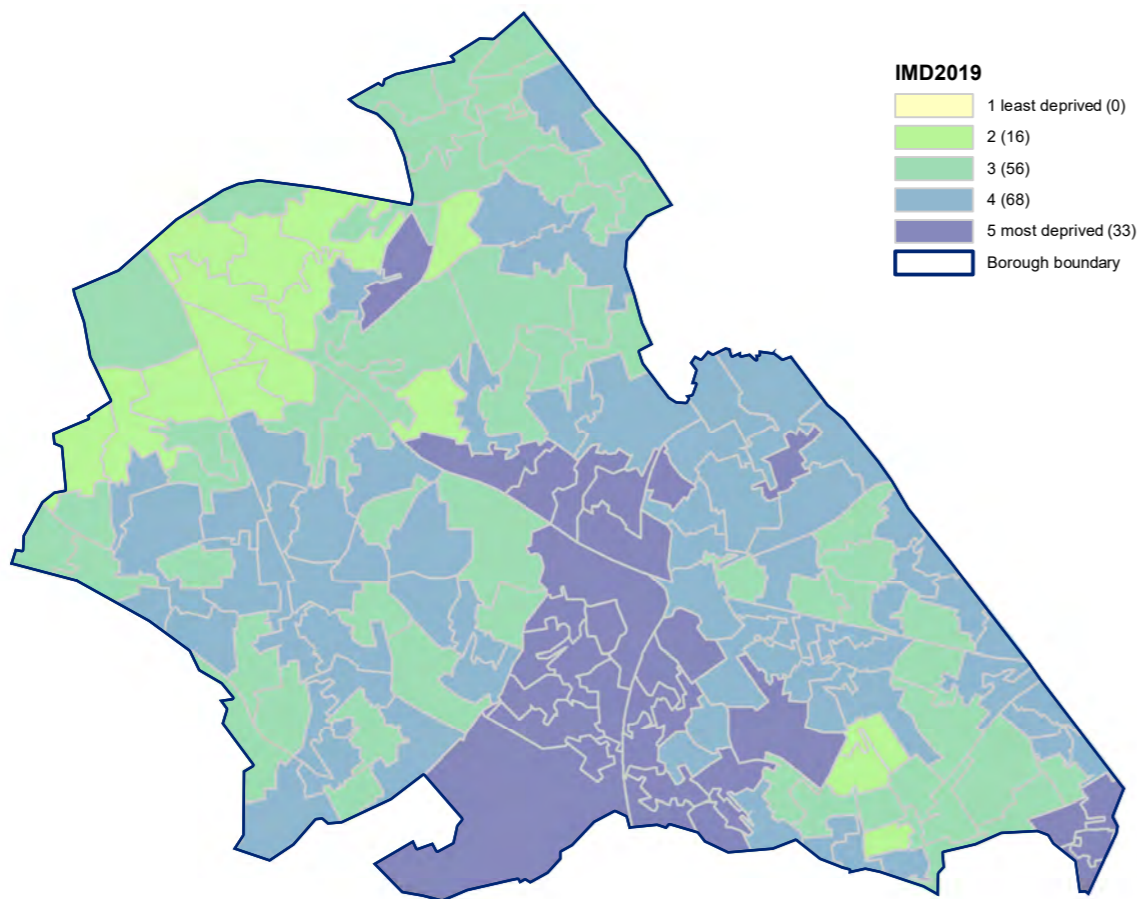 IMD2019
1 least deprived (0)
2 (16)
3 (56)
4 (68)
5 most deprived (33)
Borough boundary